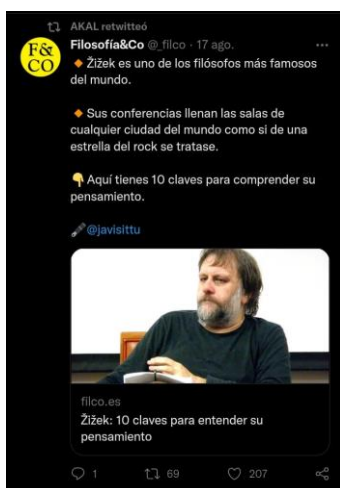 AKAL retwitteó
F&
CO
Filosofía&Co @_filco · 17 ago.
🔸Žižek es uno de los filósofos más famosos
del mundo.
🔸Sus conferencias llenan las salas de
cualquier ciudad del mundo como si de una
estrella del rock se tratase.
👇Aquí tienes 10 claves para comprender su
pensamiento.
🖋️@javisittu
filco.es
Žižek: 10 claves para entender su
pensamiento
1 69 207